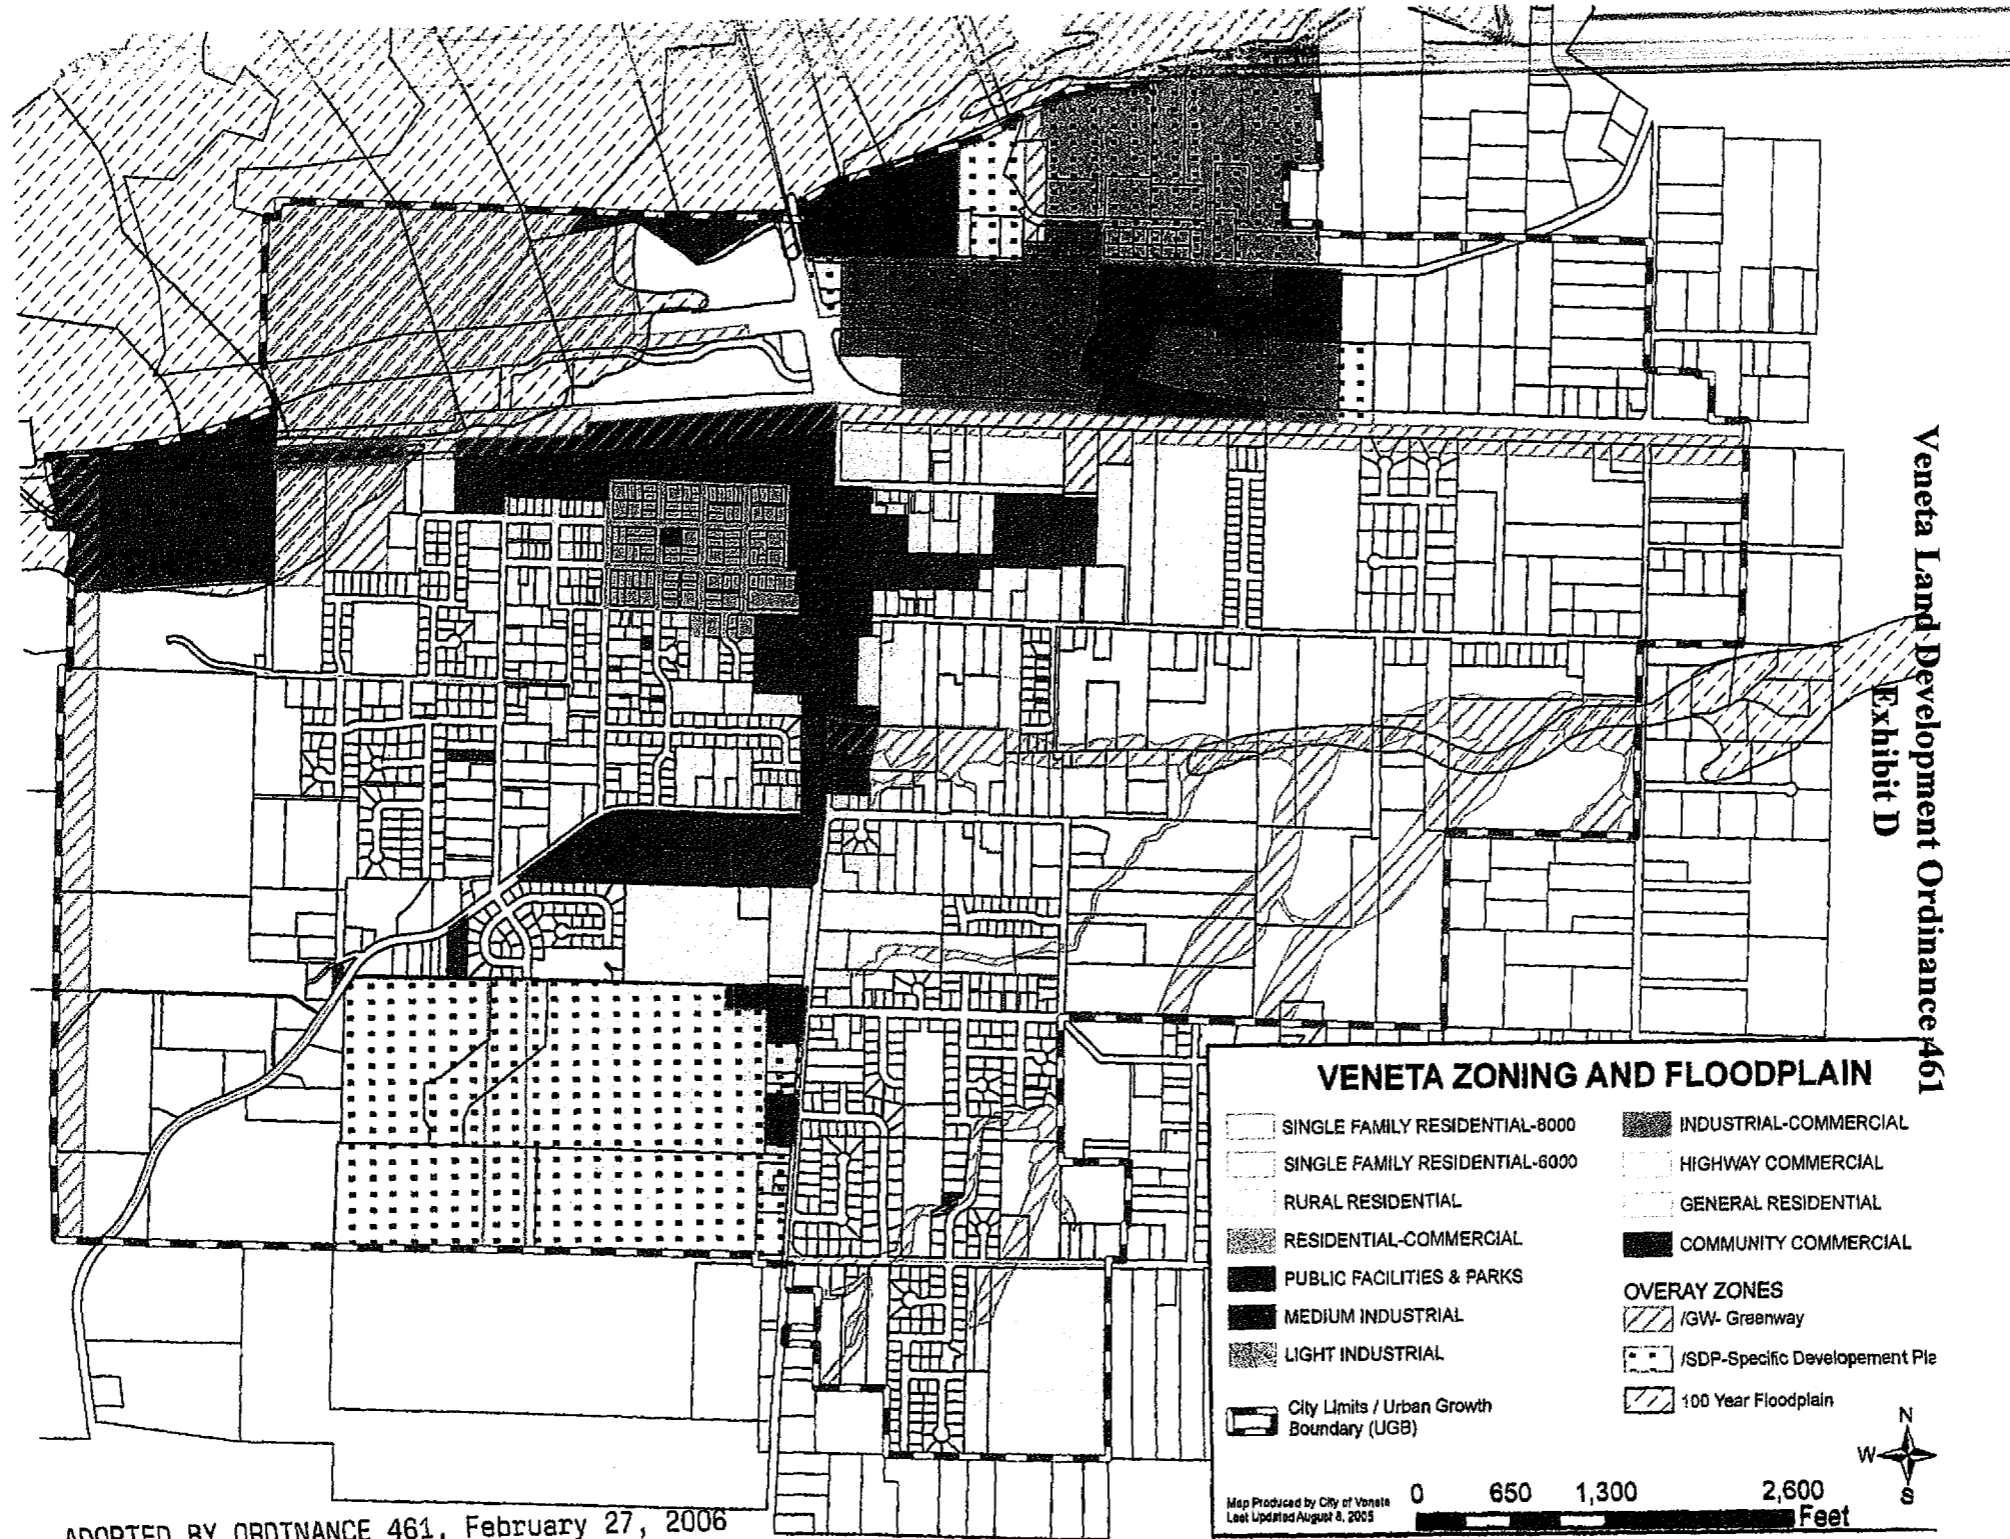 Veneta Land Development Ordinance 461
Exhibit D
VENETA ZONING AND FLOODPLAIN
SINGLE FAMILY RESIDENTIAL-8000
SINGLE FAMILY RESIDENTIAL-6000
RURAL RESIDENTIAL
RESIDENTIAL-COMMERCIAL
PUBLIC FACILITIES & PARKS
MEDIUM INDUSTRIAL
LIGHT INDUSTRIAL
City Limits / Urban Growth
Boundary (UGB)
INDUSTRIAL-COMMERCIAL
HIGHWAY COMMERCIAL
GENERAL RESIDENTIAL
COMMUNITY COMMERCIAL
OVERAY ZONES
/GW- Greenway
/SDP-Specific Developement Pla
100 Year Floodplain
N
W
S
Map Produced by City of Veneta
Last Updated August 8, 2005
0 650 1,300 2,600
Feet
ADOPTED BY ORDINANCE 461, February 27, 2006